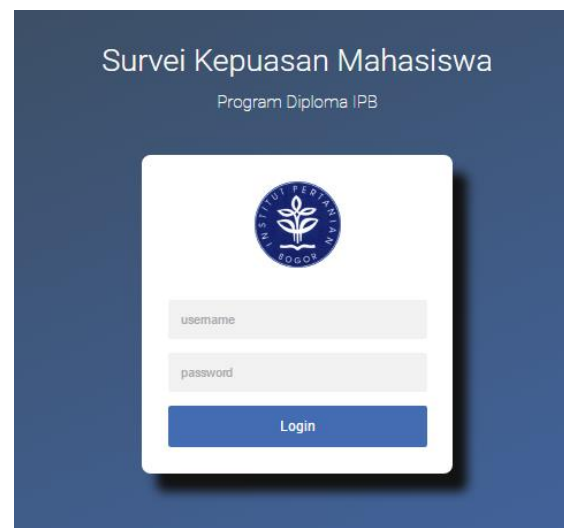 Survei Kepuasan Mahasiswa
Program Diploma IPB
INSTITUT PERTANIAN
BOGOR
username
password
Login